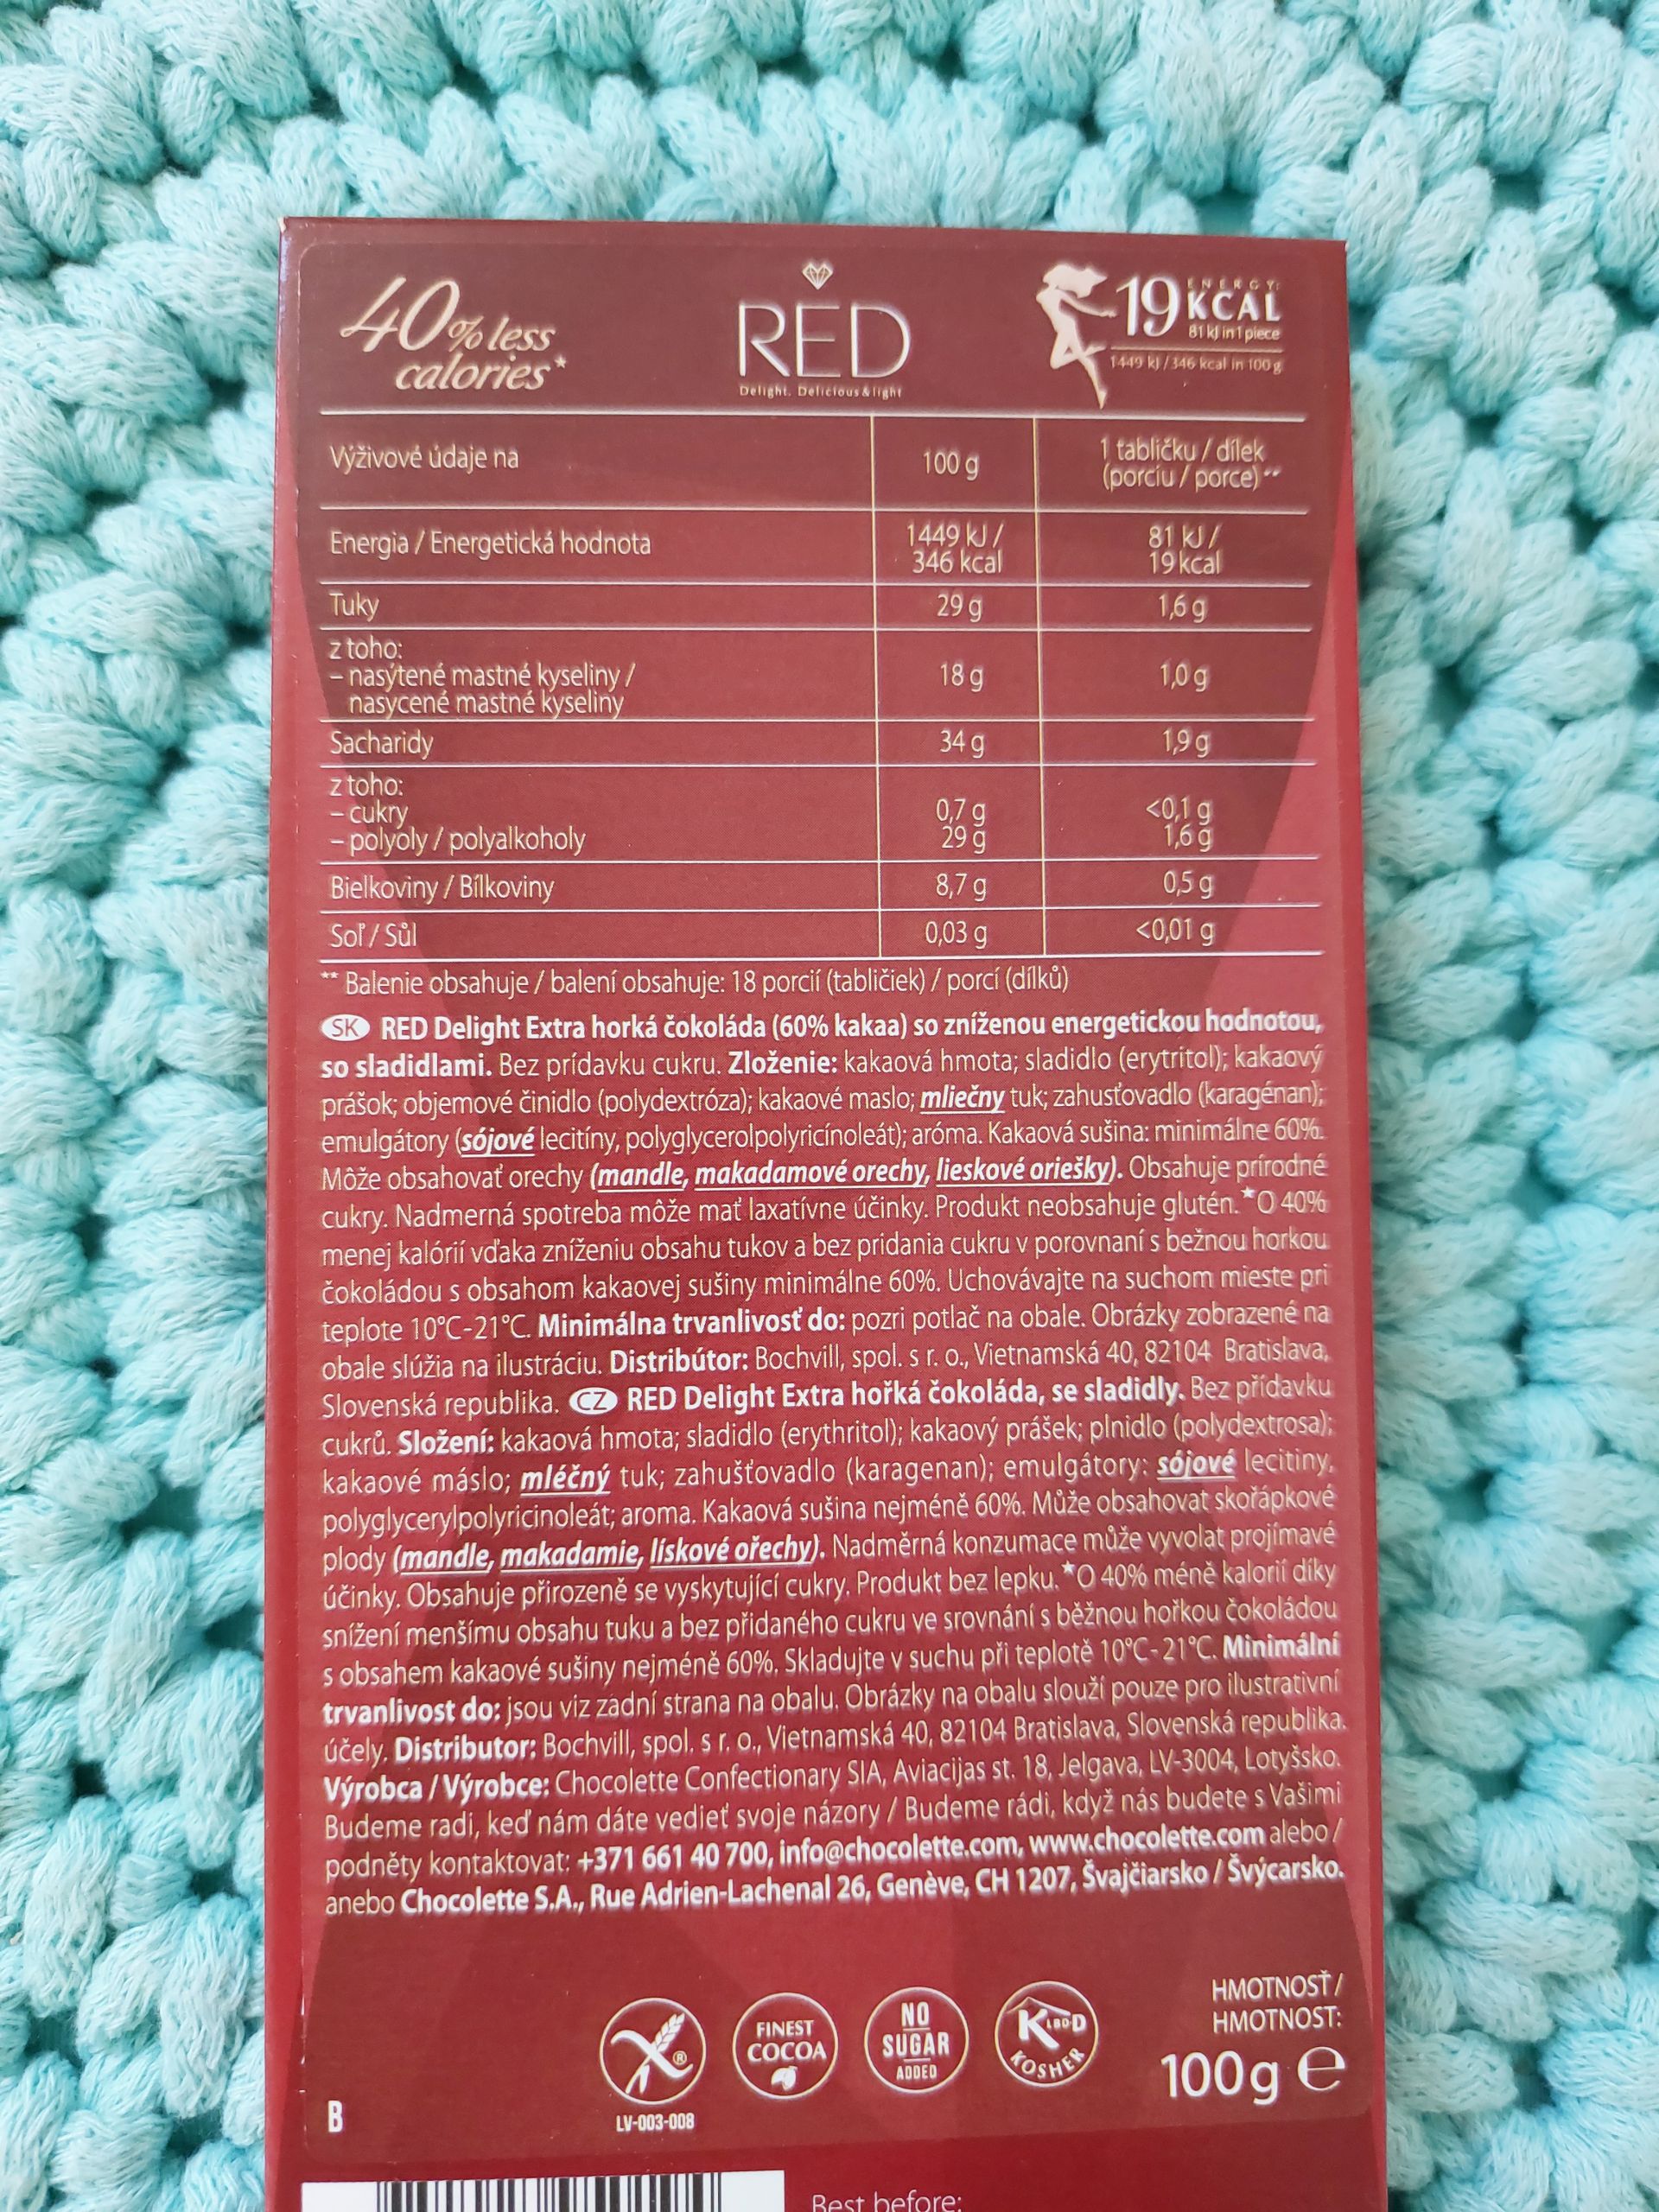 40% less
calories*
RED
Delight. Delicious & light
ENERGY:
19 KCAL
81 kJ in 1 piece
1449 kJ / 346 kcal in 100 g
Výživové údaje na 100 g 1 tabličku / dílek
(porciu / porce)**
Energia / Energetická hodnota 1449 kJ / 81 kJ /
346 kcal 19 kcal
Tuky 29 g 1,6 g
z toho:
– nasýtené mastné kyseliny / 18 g 1,0 g
nasycené mastné kyseliny
Sacharidy 34 g 1,9 g
z toho:
– cukry 0,7 g <0,1 g
– polyoly / polyalkoholy 29 g 1,6 g
Bielkoviny / Bílkoviny 8,7 g 0,5 g
Soľ / Sůl 0,03 g <0,01 g
** Balenie obsahuje / balení obsahuje: 18 porcií (tabličiek) / porcí (dílků)
SK RED Delight Extra horká čokoláda (60% kakaa) so zníženou energetickou hodnotou,
so sladidlami. Bez prídavku cukru. Zloženie: kakaová hmota; sladidlo (erytritol); kakaový
prášok; objemové činidlo (polydextróza); kakaové maslo; mliečny tuk; zahusťovadlo (karagénan);
emulgátory (sójové lecitíny, polyglycerolpolyricínoleát); aróma. Kakaová sušina: minimálne 60%.
Môže obsahovať orechy (mandle, makadamové orechy, lieskové oriešky). Obsahuje prírodné
cukry. Nadmerná spotreba môže mať laxatívne účinky. Produkt neobsahuje glutén. *O 40%
menej kalórií vďaka zníženiu obsahu tukov a bez pridania cukru v porovnaní s bežnou horkou
čokoládou s obsahom kakaovej sušiny minimálne 60%. Uchovávajte na suchom mieste pri
teplote 10°C-21°C. Minimálna trvanlivosť do: pozri potlač na obale. Obrázky zobrazené na
obale slúžia na ilustráciu. Distribútor: Bochvill, spol. s r. o., Vietnamská 40, 82104 Bratislava,
Slovenská republika. CZ RED Delight Extra hořká čokoláda, se sladidly. Bez přídavku
cukrů. Složení: kakaová hmota; sladidlo (erythritol); kakaový prášek; plnidlo (polydextrosa);
kakaové máslo; mléčný tuk; zahušťovadlo (karagenan); emulgátory: sójové lecitiny,
polyglycerylpolyricinoleát; aroma. Kakaová sušina nejméně 60%. Může obsahovat skořápkové
plody (mandle, makadamie, lískové ořechy). Nadměrná konzumace může vyvolat projímavé
účinky. Obsahuje přirozeně se vyskytující cukry. Produkt bez lepku. *O 40% méně kalorií díky
snížení menšímu obsahu tuku a bez přidaného cukru ve srovnání s běžnou hořkou čokoládou
s obsahem kakaové sušiny nejméně 60%. Skladujte v suchu při teplotě 10°C-21°C. Minimální
trvanlivost do: jsou viz zadní strana na obalu. Obrázky na obalu slouží pouze pro ilustrativní
účely. Distributor: Bochvill, spol. s r. o., Vietnamská 40, 82104 Bratislava, Slovenská republika.
Výrobca / Výrobce: Chocolette Confectionary SIA, Aviacijas st. 18, Jelgava, LV-3004, Lotyšsko.
Budeme radi, keď nám dáte vedieť svoje názory / Budeme rádi, když nás budete s Vašimi
podněty kontaktovat: +371 661 40 700, info@chocolette.com, www.chocolette.com alebo /
anebo Chocolette S.A., Rue Adrien-Lachenal 26, Genève, CH 1207, Švajčiarsko / Švýcarsko.
HMOTNOSŤ /
HMOTNOST:
100g e
FINEST
COCOA
NO
SUGAR
ADDED
K LBD-D
KOSHER
®
LV-003-008
B
Best before: